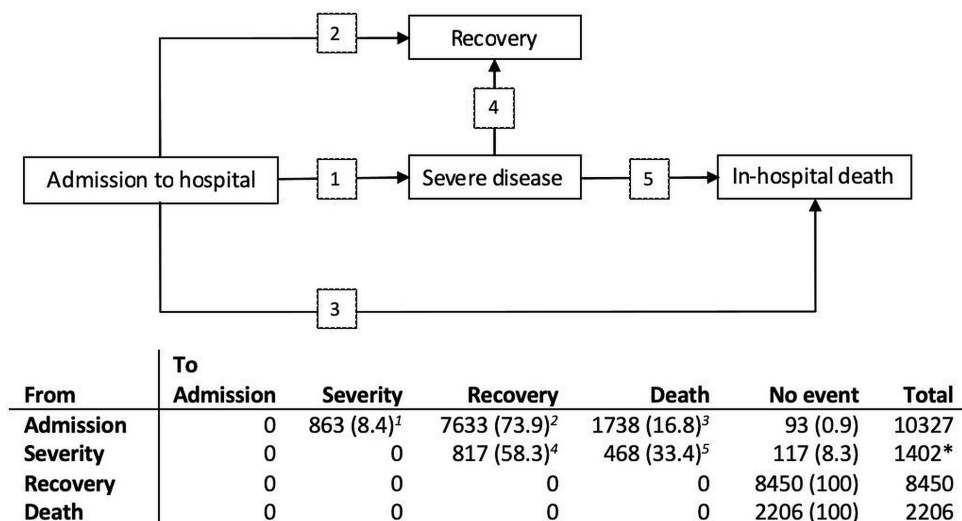 2
Recovery
4
Admission to hospital
1
Severe disease
5
In-hospital death
3
To
From Admission Severity Recovery Death No event Total
Admission 0 863 (8.4)¹ 7633 (73.9)² 1738 (16.8)³ 93 (0.9) 10327
Severity 0 0 817 (58.3)⁴ 468 (33.4)⁵ 117 (8.3) 1402*
Recovery 0 0 0 0 8450 (100) 8450
Death 0 0 0 0 2206 (100) 2206